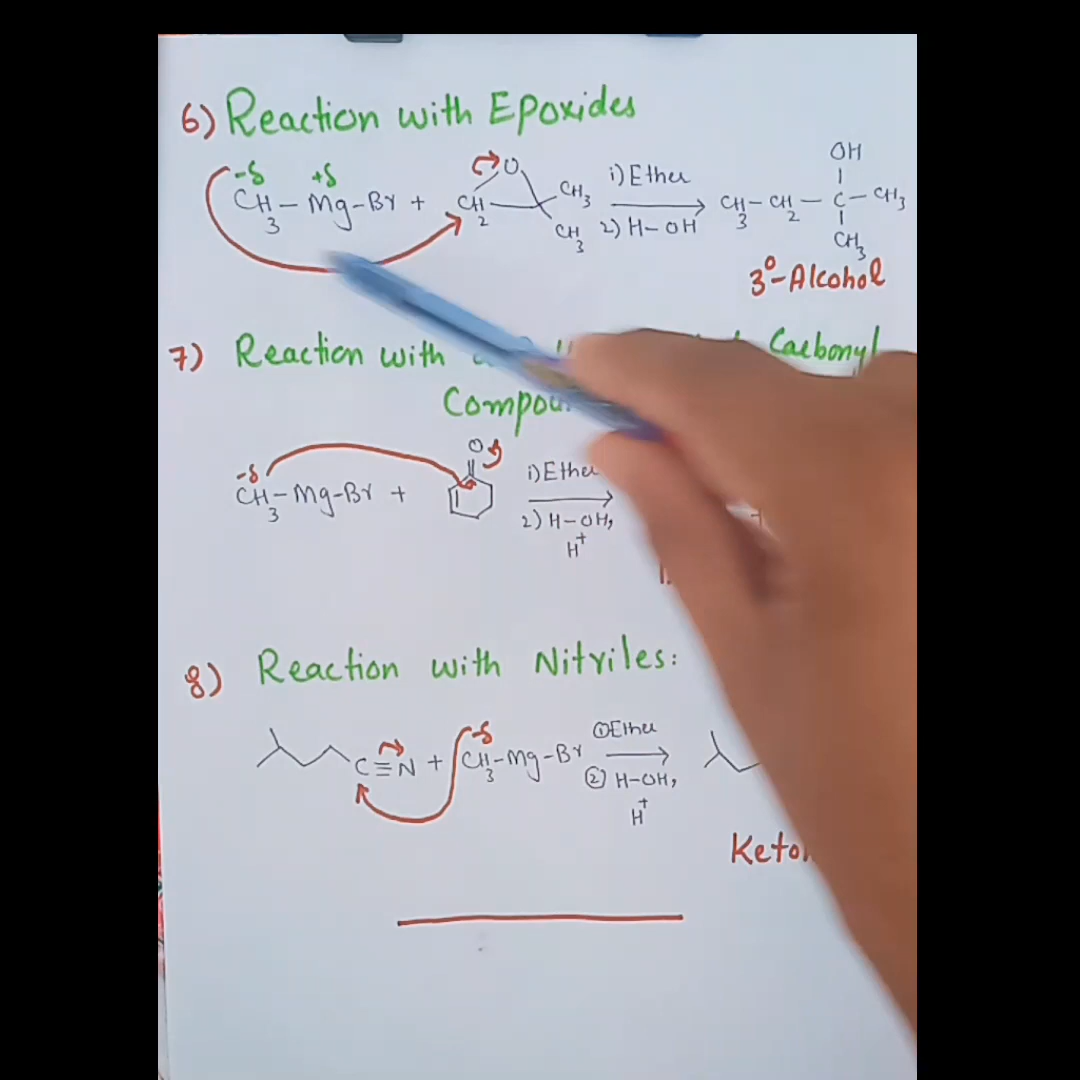 6) Reaction with Epoxides
-δ +δ
CH3 – Mg – Br + CH2 O CH3 CH3 i) Ether 2) H – OH CH3 – CH2 – C – CH3 OH CH3
3°-Alcohol
7) Reaction with Carbonyl
-δ
CH3 – Mg – Br + O i) Ether 2) H – OH, H+
8) Reaction with Nitriles:
-δ
C ≡ N + CH3 – Mg – Br ① Ether ② H – OH, H+